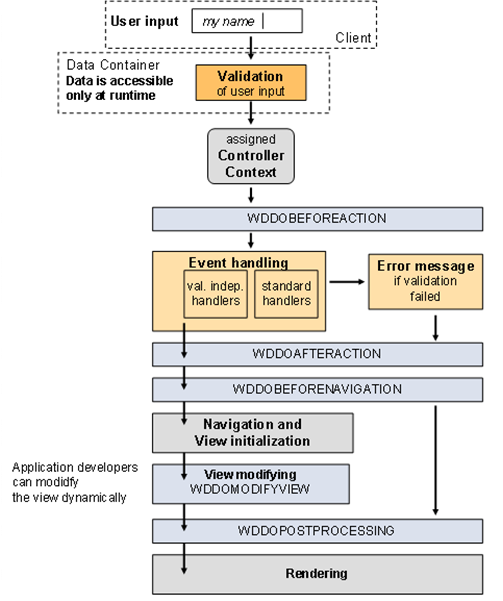 User input
my name
Client
Data Container
Data is accessible
only at runtime
Validation
of user input
assigned
Controller
Context
WDDOBEFOREACTION
Event handling
val. indep.
handlers
standard
handlers
Error message
if validation
failed
WDDOAFTERACTION
WDDOBEFORENAVIGATION
Navigation and
View initialization
Application developers
can modidfy
the view dynamically
View modifying
WDDOMODIFYVIEW
WDDOPOSTPROCESSING
Rendering